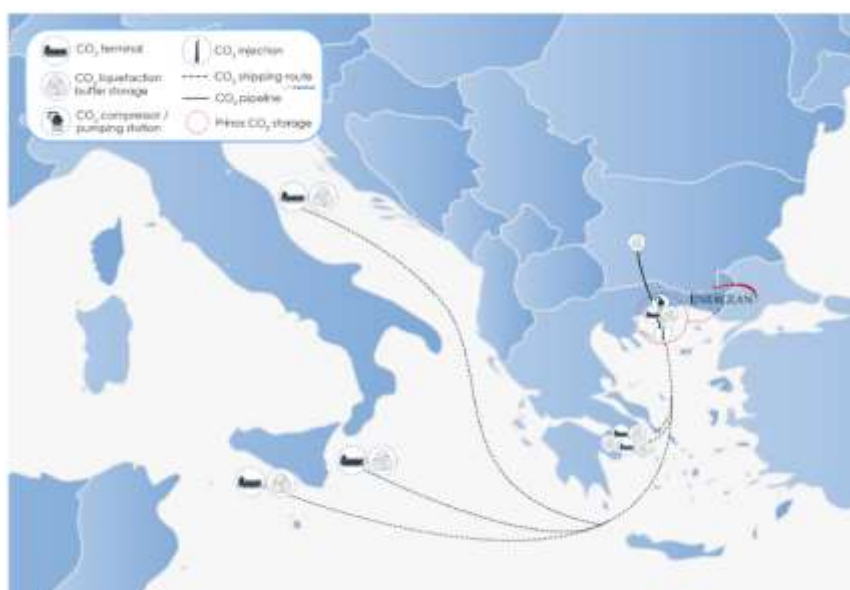 CO₂ terminal
CO₂ liquefaction
buffer storage
CO₂ compressor /
pumping station
CO₂ injection
CO₂ shipping route
CO₂ pipeline
Prinos CO₂ storage
ENERGEAN